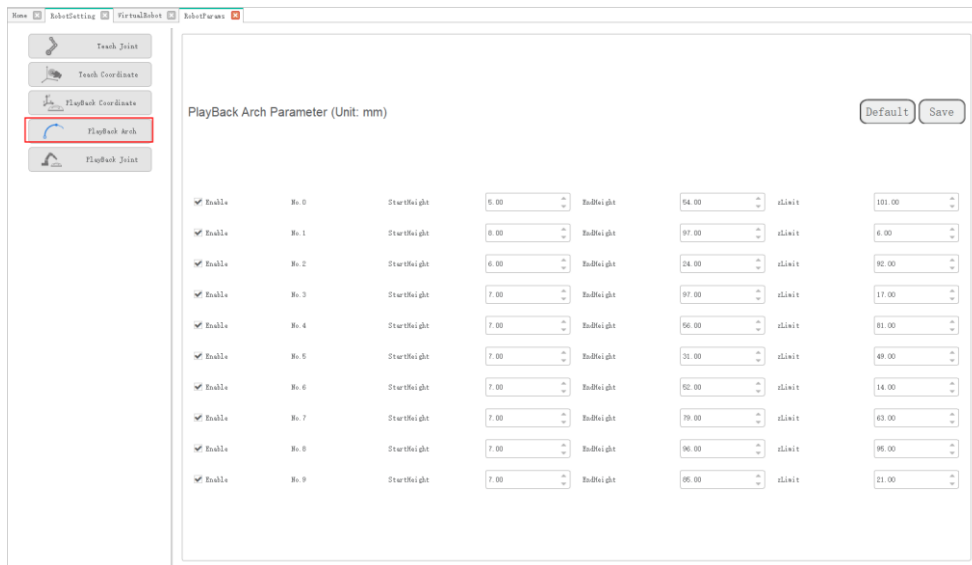 Home RobotSetting VirtualRobot RobotParams
Teach Joint
Teach Coordinate
PlayBack Coordinate
PlayBack Arch
PlayBack Joint
PlayBack Arch Parameter (Unit: mm)
Default Save
Enable No.0 StartHeight 5.00 EndHeight 54.00 zLimit 101.00
Enable No.1 StartHeight 8.00 EndHeight 97.00 zLimit 6.00
Enable No.2 StartHeight 6.00 EndHeight 24.00 zLimit 92.00
Enable No.3 StartHeight 7.00 EndHeight 97.00 zLimit 17.00
Enable No.4 StartHeight 7.00 EndHeight 56.00 zLimit 81.00
Enable No.5 StartHeight 7.00 EndHeight 31.00 zLimit 49.00
Enable No.6 StartHeight 7.00 EndHeight 52.00 zLimit 14.00
Enable No.7 StartHeight 7.00 EndHeight 79.00 zLimit 63.00
Enable No.8 StartHeight 7.00 EndHeight 96.00 zLimit 95.00
Enable No.9 StartHeight 7.00 EndHeight 85.00 zLimit 21.00